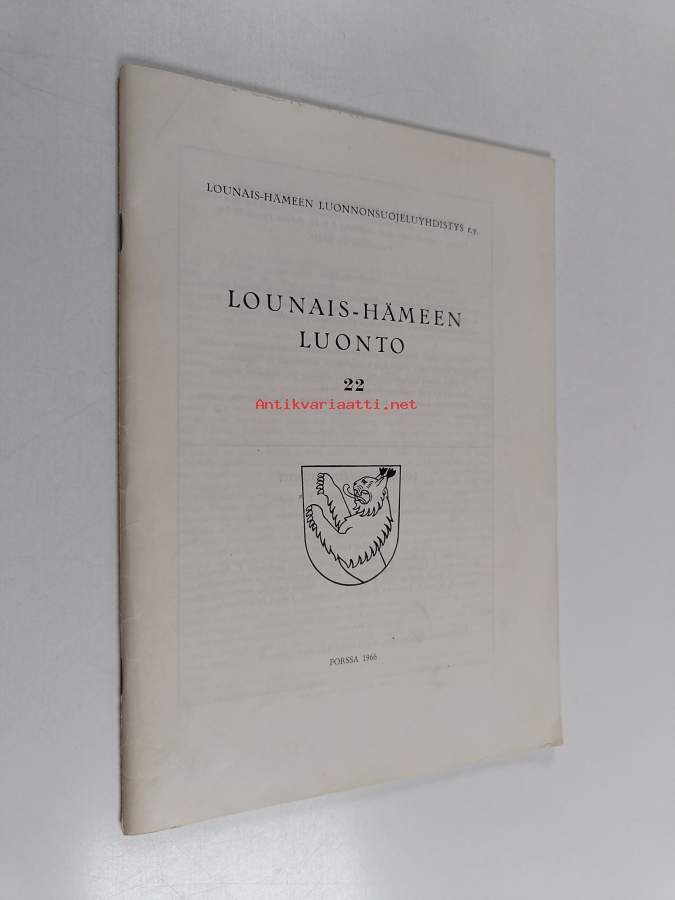 LOUNAIS-HÄMEEN LUONNONSUOJELUYHDISTYS r.y.
LOUNAIS-HÄMEEN
LUONTO
22
Antikvariaatti.net
FORSSA 1966